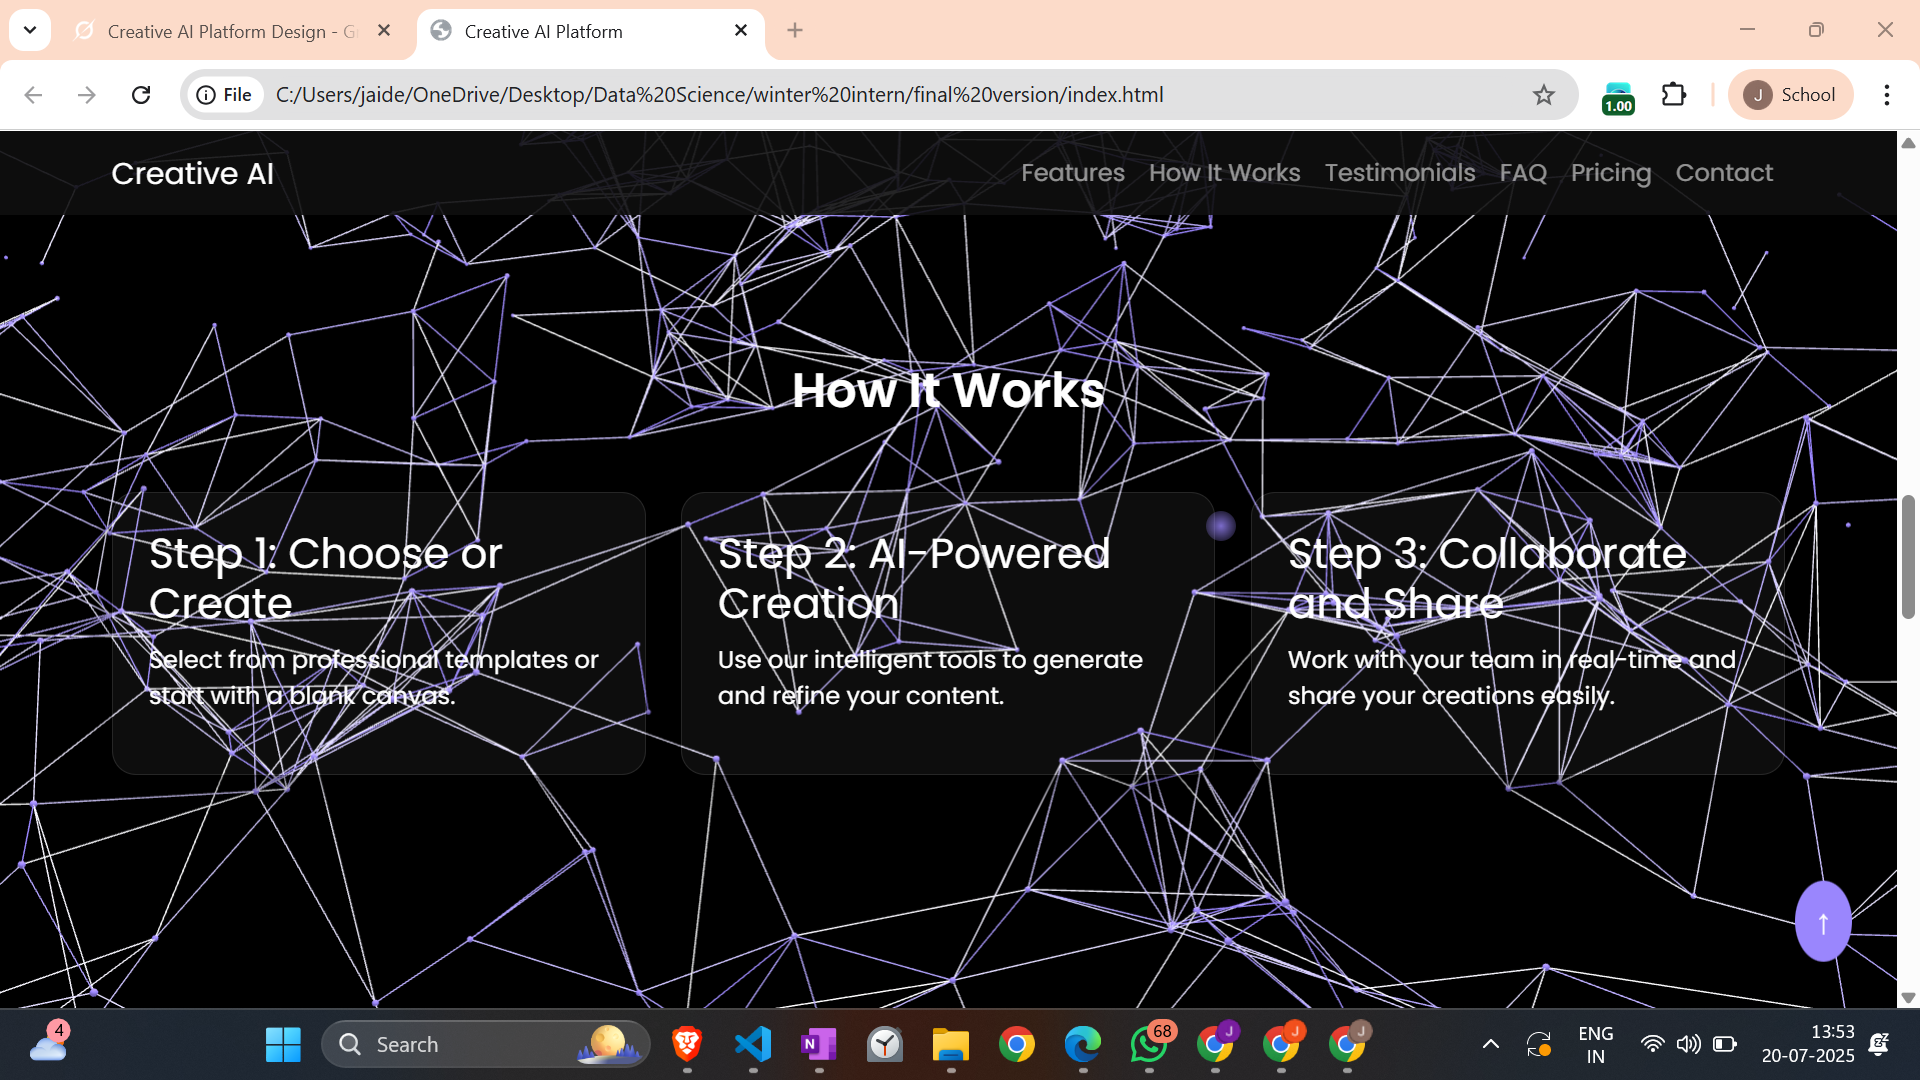 Creative AI Platform Design - G
Creative AI Platform
File
C:/Users/jaide/OneDrive/Desktop/Data%20Science/winter%20intern/final%20version/index.html
1.00
J
School
Creative AI
Features
How It Works
Testimonials
FAQ
Pricing
Contact
How It Works
Step 1: Choose or
Create
Select from professional templates or
start with a blank canvas.
Step 2: AI-Powered
Creation
Use our intelligent tools to generate
and refine your content.
Step 3: Collaborate
and Share
Work with your team in real-time and
share your creations easily.
↑
4
Search
N
68
J
J
J
ENG
IN
13:53
20-07-2025